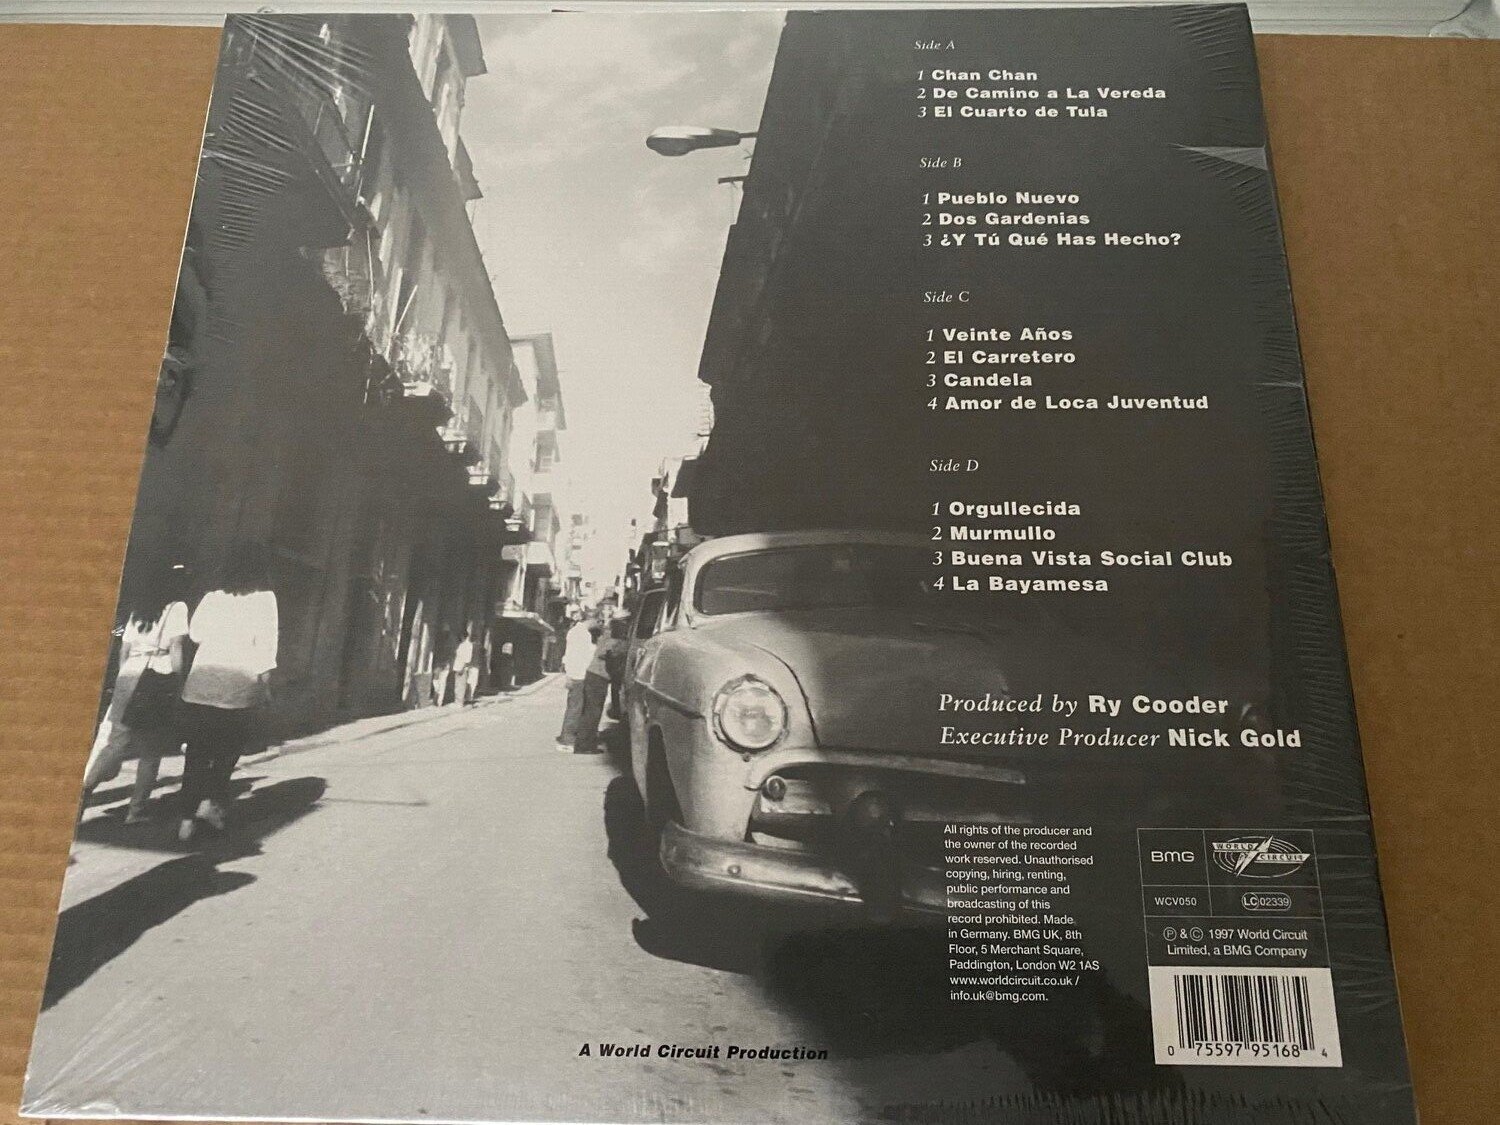 Side A
1 Chan Chan
2 De Camino a La Vereda
3 El Cuarto de Tula
Side B
1 Pueblo Nuevo
2 Dos Gardenias
3 ¿Y Tú Qué Has Hecho?
Side C
1 Veinte Años
2 El Carretero
3 Candela
4 Amor de Loca Juventud
Side D
1 Orgullecida
2 Murmullo
3 Buena Vista Social Club
4 La Bayamesa
Produced by Ry Cooder
Executive Producer Nick Gold
All rights of the producer and
the owner of the recorded
work reserved. Unauthorised
copying, hiring, renting,
public performance and
broadcasting of this
record prohibited. Made
in Germany. BMG UK, 8th
Floor, 5 Merchant Square,
Paddington, London W2 1AS
www.worldcircuit.co.uk /
info.uk@bmg.com.
BMG
WORLD CIRCUIT
WCV050
LC 02339
℗ & © 1997 World Circuit
Limited, a BMG Company
0 75597 95168 4
A World Circuit Production